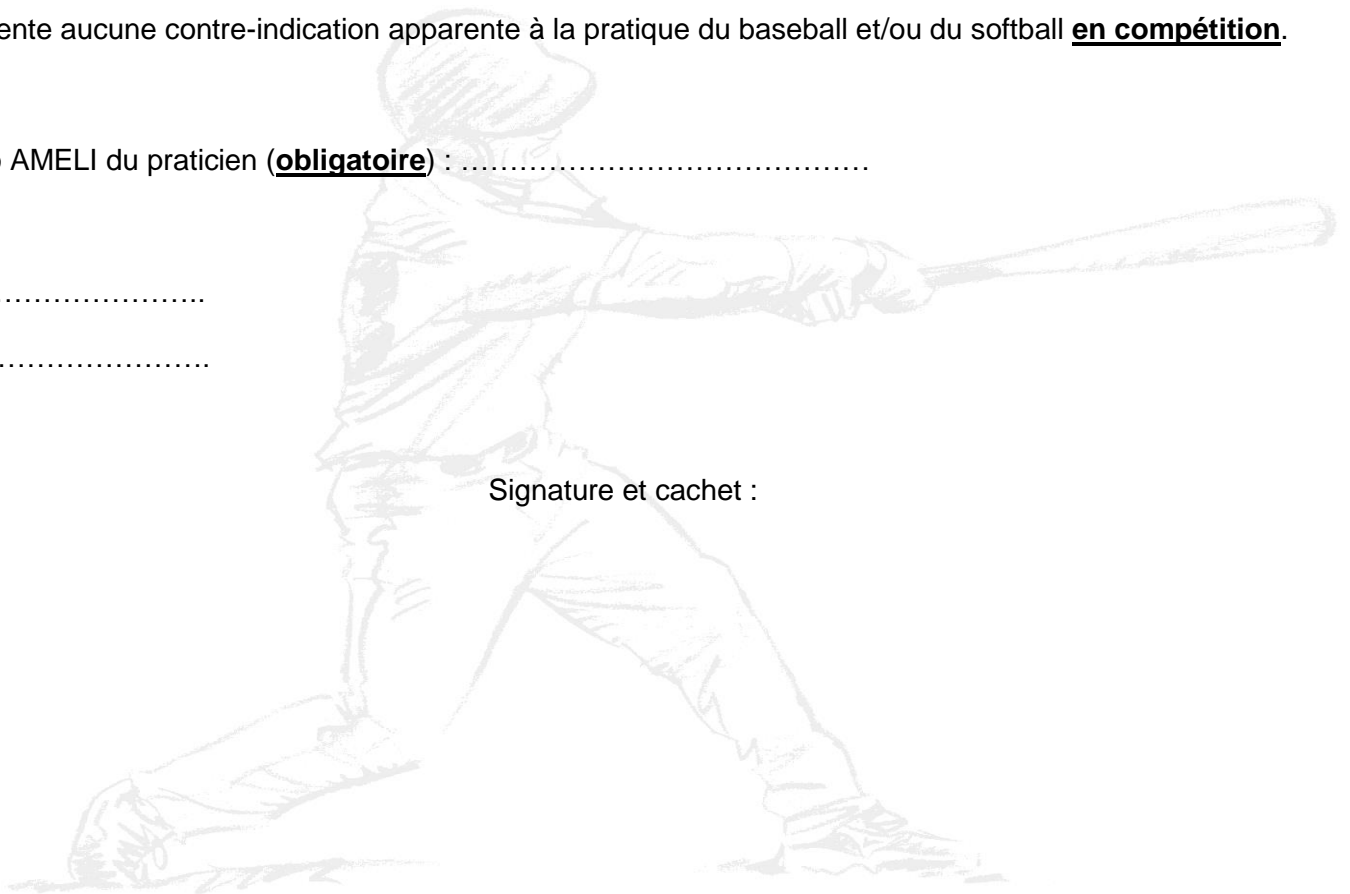 ente aucune contre-indication apparente à la pratique du baseball et/ou du softball en compétition.
AMELI du praticien (obligatoire) : ….……………………………………
…………………..
………………….
Signature et cachet :